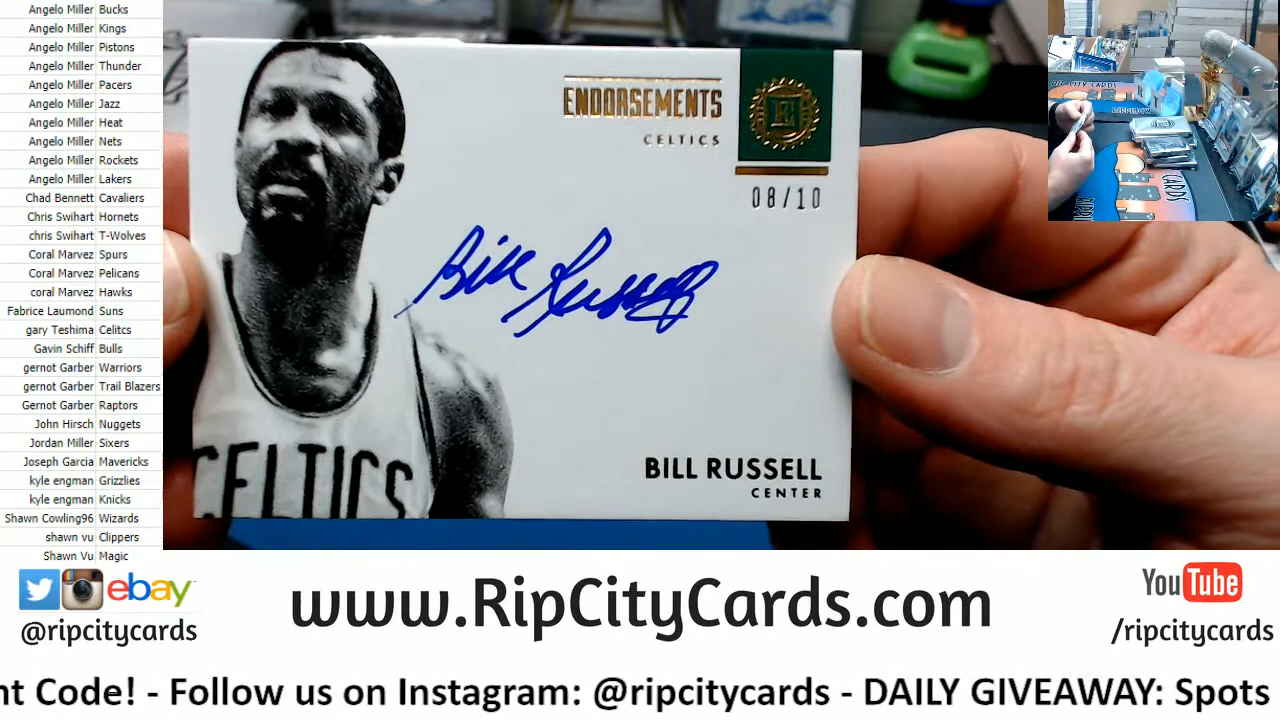 Angelo Miller Bucks
Angelo Miller Kings
Angelo Miller Pistons
Angelo Miller Thunder
Angelo Miller Pacers
Angelo Miller Jazz
Angelo Miller Heat
Angelo Miller Nets
Angelo Miller Rockets
Angelo Miller Lakers
Chad Bennett Cavaliers
Chris Swihart Hornets
chris Swihart T-Wolves
Coral Marvez Spurs
Coral Marvez Pelicans
coral Marvez Hawks
Fabrice Laumond Suns
gary Teshima Celitcs
Gavin Schiff Bulls
gernot Garber Warriors
gernot Garber Trail Blazers
Gernot Garber Raptors
John Hirsch Nuggets
Jordan Miller Sixers
Joseph Garcia Mavericks
kyle engman Grizzlies
kyle engman Knicks
Shawn Cowling96 Wizards
shawn vu Clippers
Shawn Vu Magic
ENDORSEMENTS
CELTICS
E
08/10
Bill Russell
CELTICS
BILL RUSSELL
CENTER
CARDS
ebay
@ripcitycards
www.RipCityCards.com
YouTube
/ripcitycards
nt Code! - Follow us on Instagram: @ripcitycards - DAILY GIVEAWAY: Spots